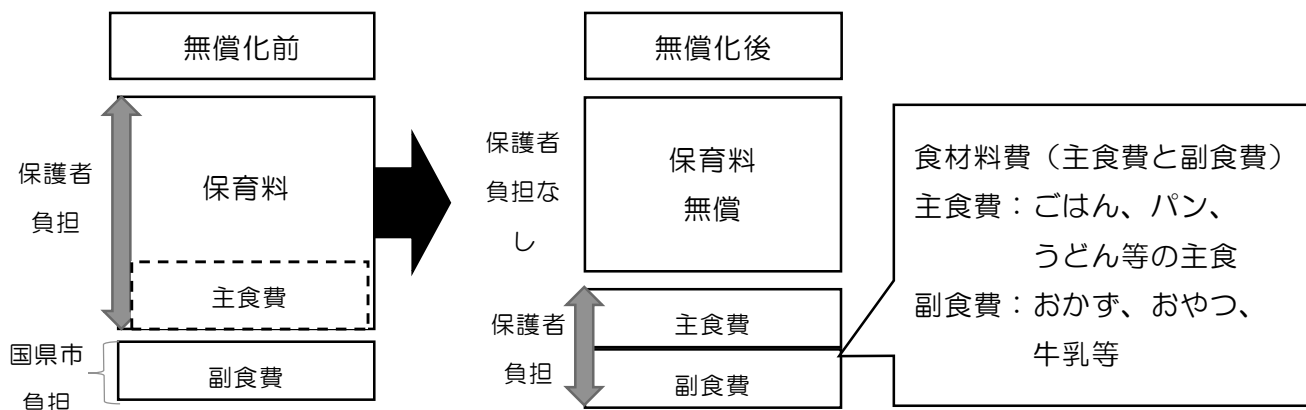 無償化前
保護者
負担
保育料
主食費
国県市
負担
副食費
無償化後
保護者
負担な
し
保育料
無償
保護者
負担
主食費
副食費
食材料費（主食費と副食費）
主食費：ごはん、パン、
うどん等の主食
副食費：おかず、おやつ、
牛乳等